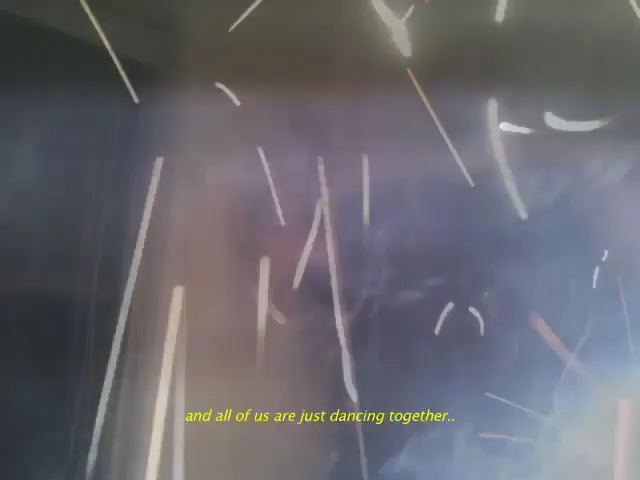 and all of us are just dancing together..